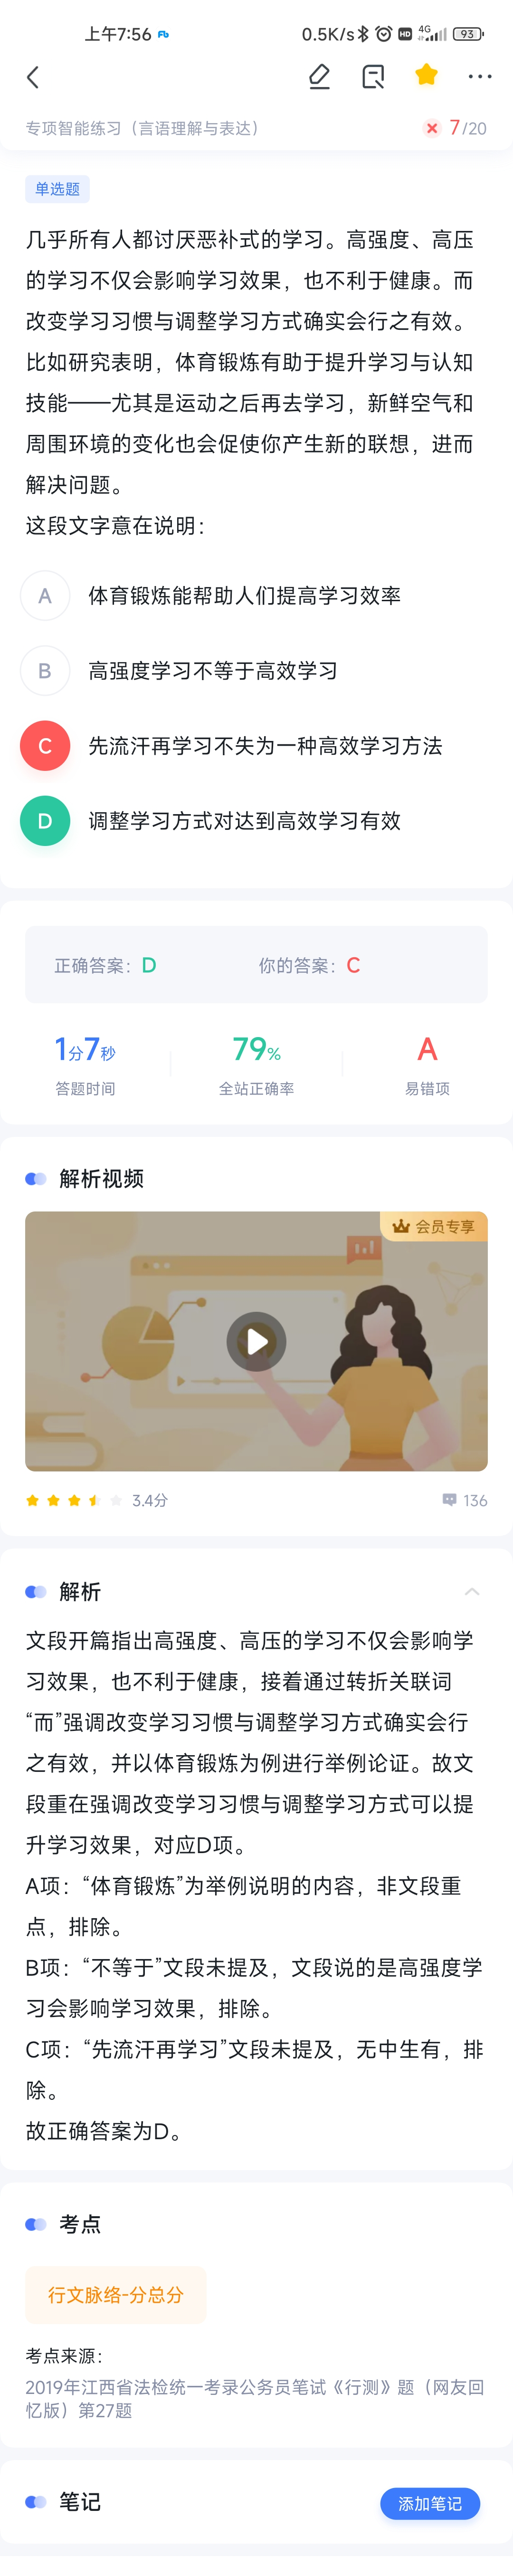 上午7:56
0.5K/s HD 4G 93
专项智能练习（言语理解与表达）
7/20
单选题
几乎所有人都讨厌恶补式的学习。高强度、高压
的学习不仅会影响学习效果，也不利于健康。而
改变学习习惯与调整学习方式确实会行之有效。
比如研究表明，体育锻炼有助于提升学习与认知
技能——尤其是运动之后再去学习，新鲜空气和
周围环境的变化也会促使你产生新的联想，进而
解决问题。
这段文字意在说明：
A 体育锻炼能帮助人们提高学习效率
B 高强度学习不等于高效学习
C 先流汗再学习不失为一种高效学习方法
D 调整学习方式对达到高效学习有效
正确答案：D 你的答案：C
1分7秒 79% A
答题时间 全站正确率 易错项
解析视频
会员专享
3.4分 136
解析
文段开篇指出高强度、高压的学习不仅会影响学
习效果，也不利于健康，接着通过转折关联词
“而”强调改变学习习惯与调整学习方式确实会行
之有效，并以体育锻炼为例进行举例论证。故文
段重在强调改变学习习惯与调整学习方式可以提
升学习效果，对应D项。
A项：“体育锻炼”为举例说明的内容，非文段重
点，排除。
B项：“不等于”文段未提及，文段说的是高强度学
习会影响学习效果，排除。
C项：“先流汗再学习”文段未提及，无中生有，排
除。
故正确答案为D。
考点
行文脉络-分总分
考点来源：
2019年江西省法检统一考录公务员笔试《行测》题（网友回
忆版）第27题
笔记
添加笔记